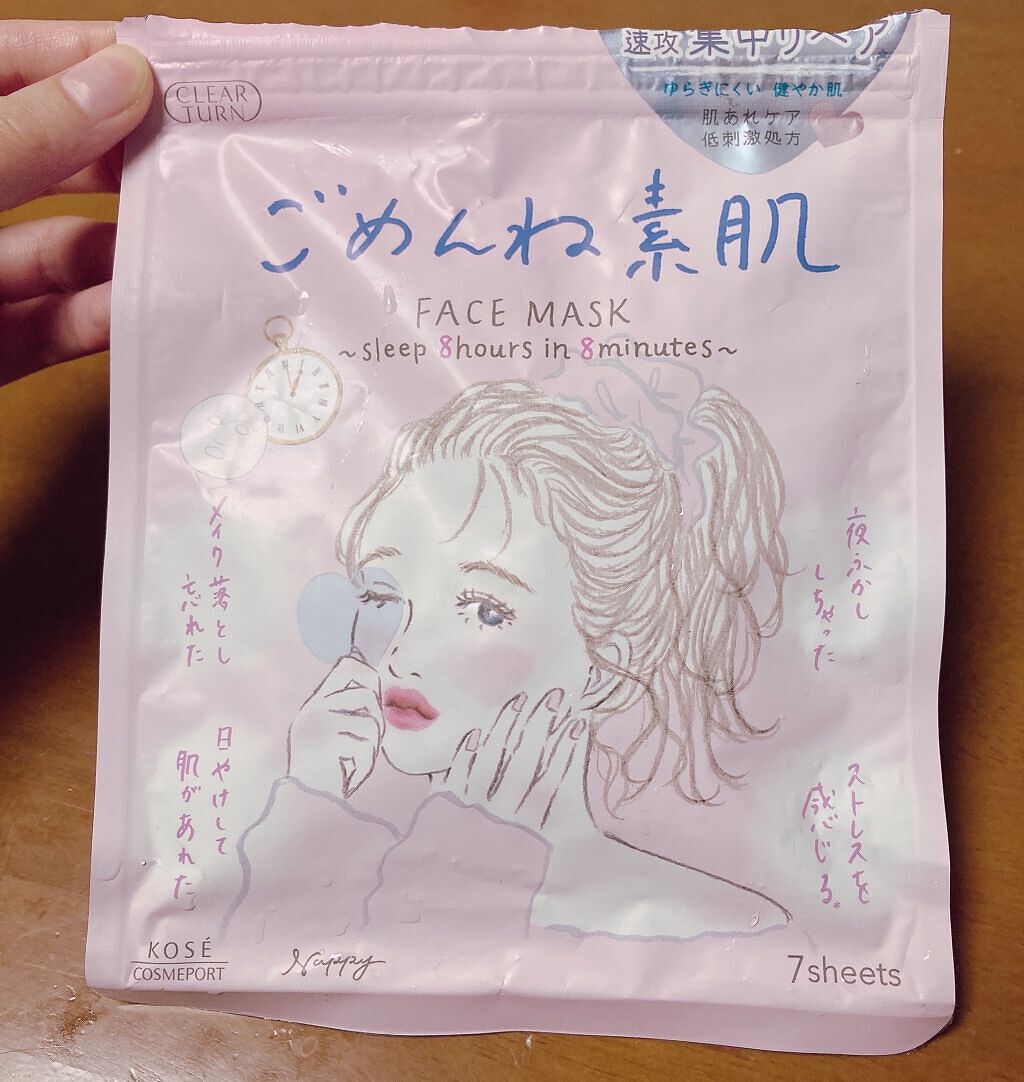 速攻 集中リペア
ゆらぎにくい 健やか肌
肌あれケア
低刺激処方
CLEAR
TURN
ごめんね素肌
FACE MASK
~sleep 8hours in 8minutes~
メイク落とし
忘れた
夜ふかし
しちゃった
日やけして
肌があれた
ストレスを
感じる*
KOSÉ
COSMEPORT
Nappy
7sheets